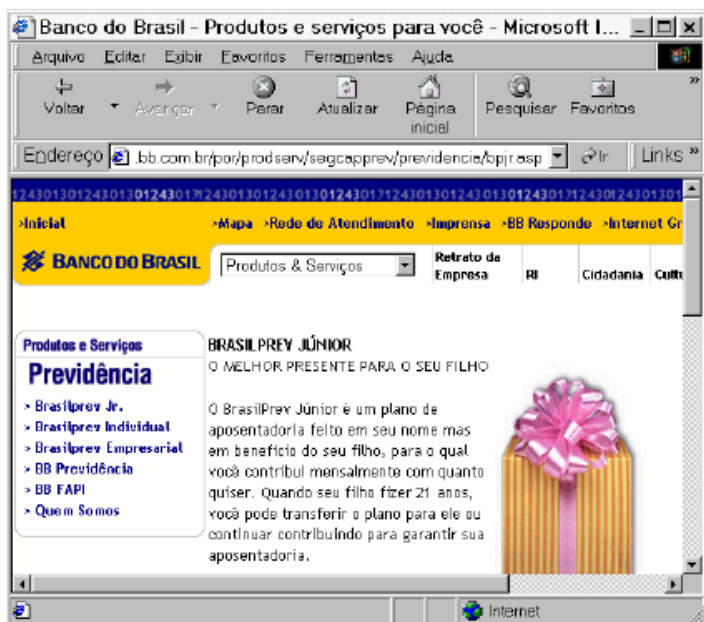 Banco do Brasil - Produtos e serviços para você - Microsoft I...
Arquivo Editar Exibir Favoritos Ferramentas Ajuda
Voltar Avançar Parar Atualizar Página inicial Pesquisar Favoritos
Endereço .bb.com.br/por/prodserv/segcapprev/previdencia/bpjr.asp Ir Links
>Inicial >Mapa >Rede de Atendimento >Imprensa >BB Responde >Internet Gr
BANCO DO BRASIL Produtos & Serviços Retrato da Empresa RI Cidadania Cultu
Produtos e Serviços
Previdência
> Brasilprev Jr.
> Brasilprev Individual
> Brasilprev Empresarial
> BB Previdência
> BB FAPI
> Quem Somos
BRASILPREV JÚNIOR
O MELHOR PRESENTE PARA O SEU FILHO
O BrasilPrev Júnior é um plano de
aposentadoria feito em seu nome mas
em benefício do seu filho, para o qual
você contribui mensalmente com quanto
quiser. Quando seu filho fizer 21 anos,
você pode transferir o plano para ele ou
continuar contribuindo para garantir sua
aposentadoria.
Internet